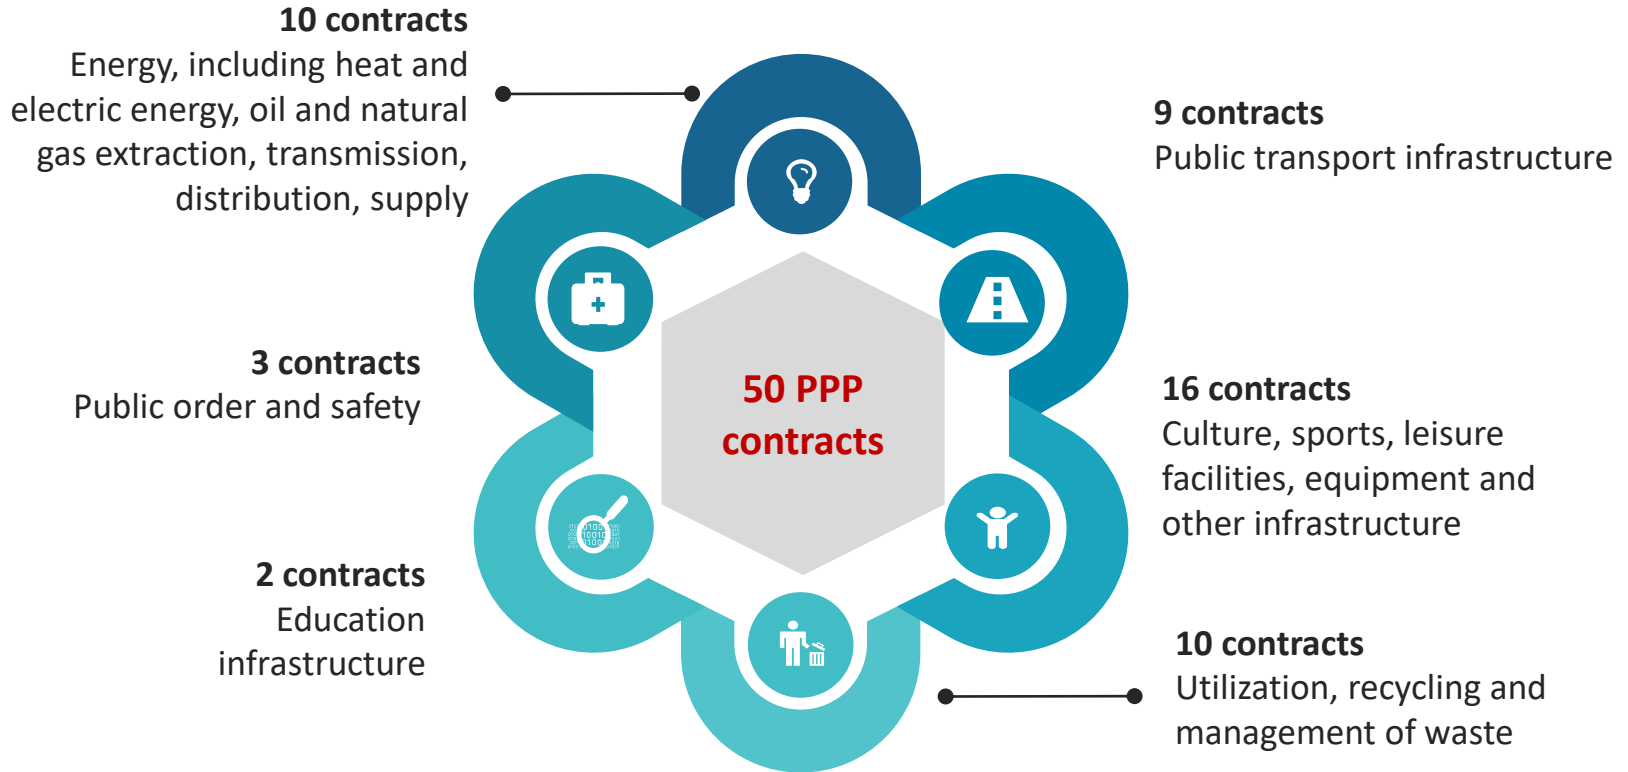 10 contracts
Energy, including heat and
electric energy, oil and natural
gas extraction, transmission,
distribution, supply
9 contracts
Public transport infrastructure
3 contracts
Public order and safety
50 PPP
contracts
16 contracts
Culture, sports, leisure
facilities, equipment and
other infrastructure
2 contracts
Education
infrastructure
10 contracts
Utilization, recycling and
management of waste